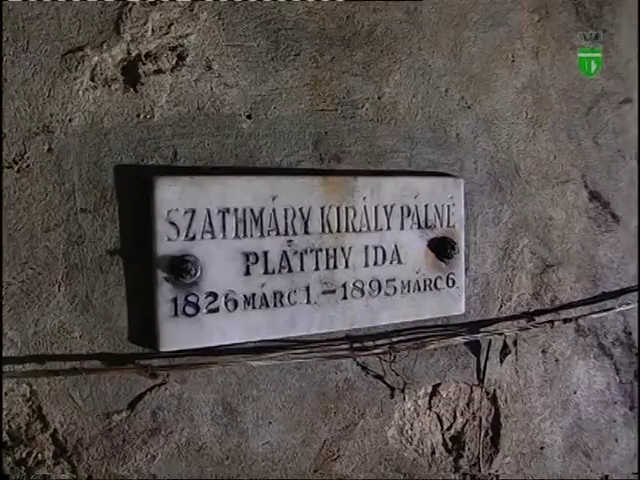 SZATHMÁRY KIRÁLY PÁLNÉ
PLATTHY IDA
1826 MÁRC. 1. – 1895 MÁRC 6.